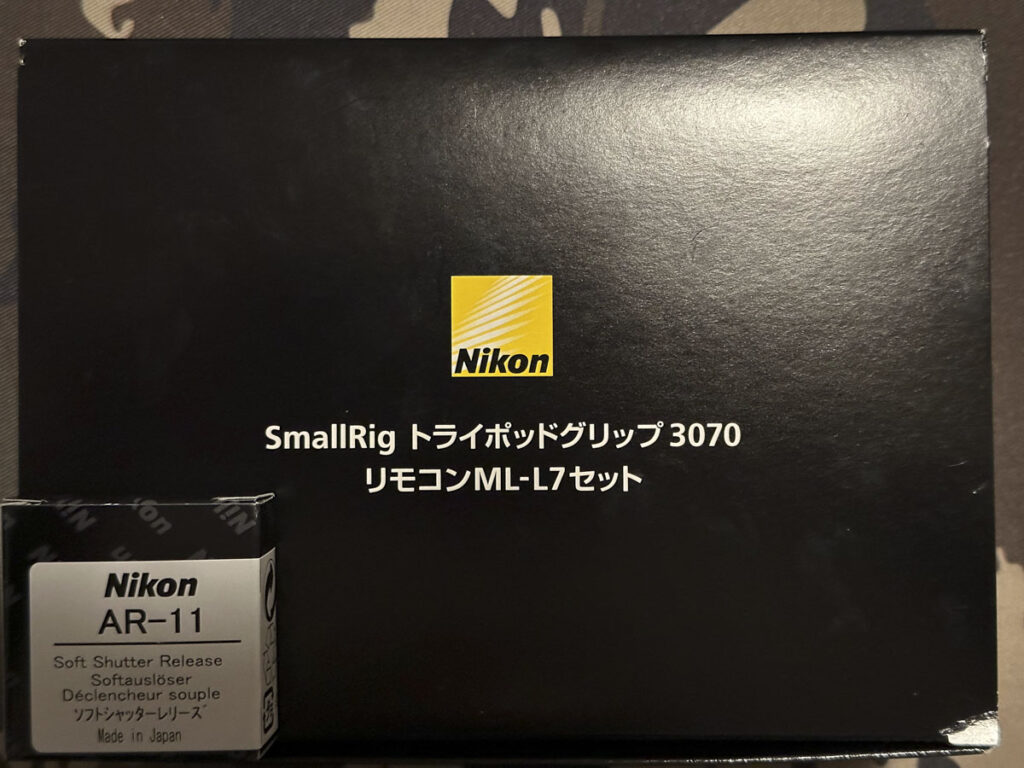 Nikon
SmallRig トライポッドグリップ 3070
リモコンML-L7セット
Nikon
AR-11
Soft Shutter Release
Softauslöser
Déclencheur souple
ソフトシャッターレリーズ
Made in Japan